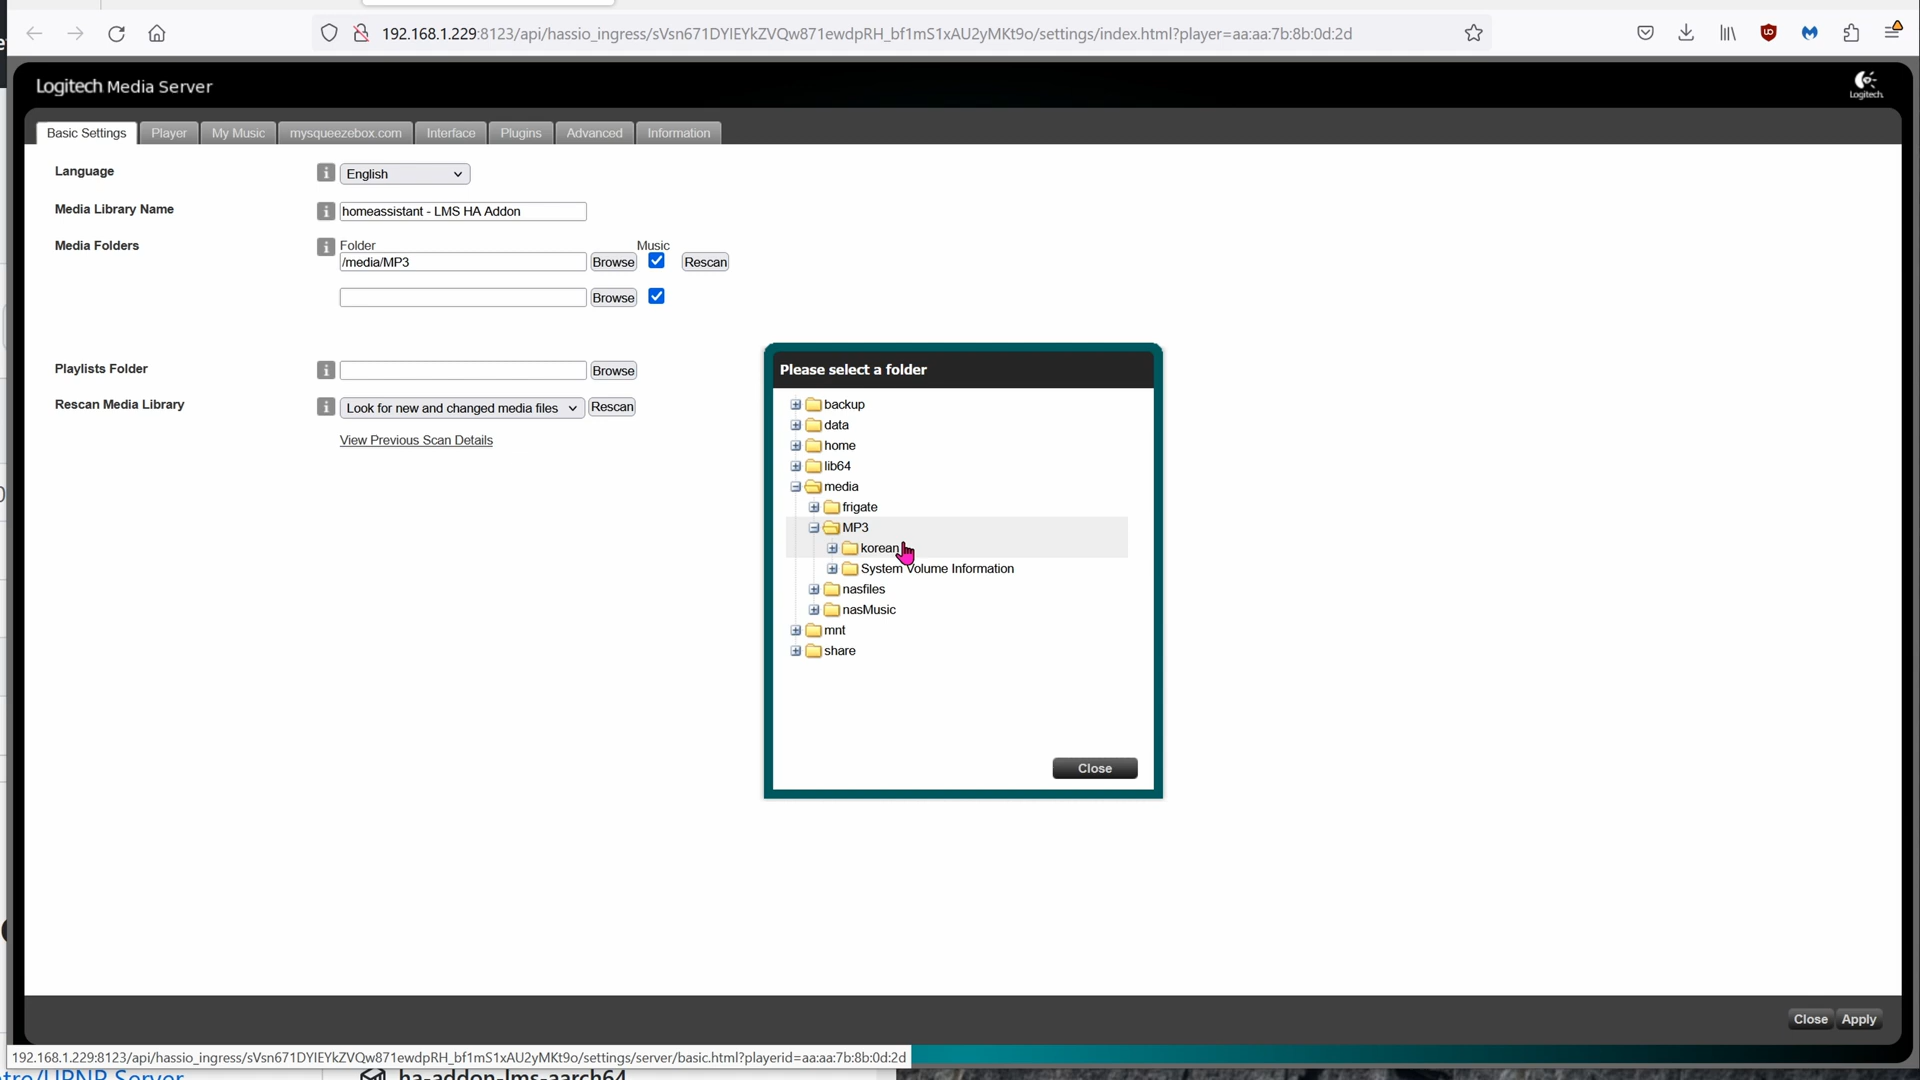 192.168.1.229:8123/api/hassio_ingress/sVsn671DYIEYkZVQw871ewdpRH_bf1mS1xAU2yMKt9o/settings/index.html?player=aa:aa:7b:8b:0d:2d
Logitech Media Server
Logitech
Basic Settings Player My Music mysqueezebox.com Interface Plugins Advanced Information
Language i English
Media Library Name i homeassistant - LMS HA Addon
Media Folders i Folder Music
/media/MP3 Browse Rescan
Browse
Playlists Folder i Browse
Rescan Media Library i Look for new and changed media files Rescan
View Previous Scan Details
Please select a folder
backup
data
home
lib64
media
frigate
MP3
korean
System Volume Information
nasfiles
nasMusic
mnt
share
Close
Close Apply
192.168.1.229:8123/api/hassio_ingress/sVsn671DYIEYkZVQw871ewdpRH_bf1mS1xAU2yMKt9o/settings/server/basic.html?playerid=aa:aa:7b:8b:0d:2d
/UPNP Server ha-addon-lms-aarch64